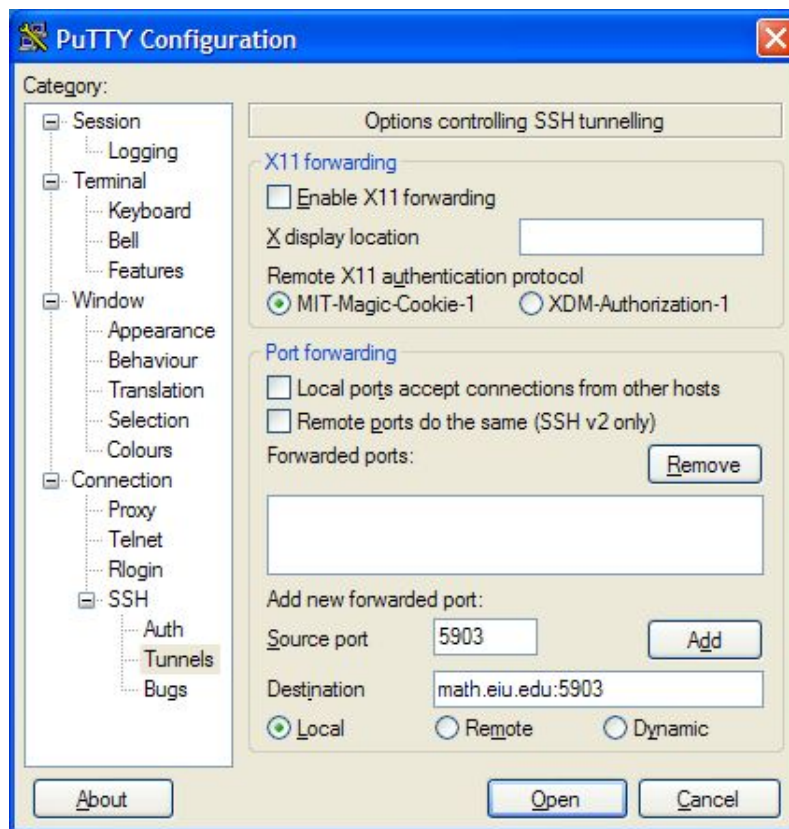 PuTTY Configuration
Category:
Session
Logging
Terminal
Keyboard
Bell
Features
Window
Appearance
Behaviour
Translation
Selection
Colours
Connection
Proxy
Telnet
Rlogin
SSH
Auth
Tunnels
Bugs
Options controlling SSH tunnelling
X11 forwarding
Enable X11 forwarding
X display location
Remote X11 authentication protocol
MIT-Magic-Cookie-1 XDM-Authorization-1
Port forwarding
Local ports accept connections from other hosts
Remote ports do the same (SSH v2 only)
Forwarded ports: Remove
Add new forwarded port:
Source port 5903 Add
Destination math.eiu.edu:5903
Local Remote Dynamic
About Open Cancel